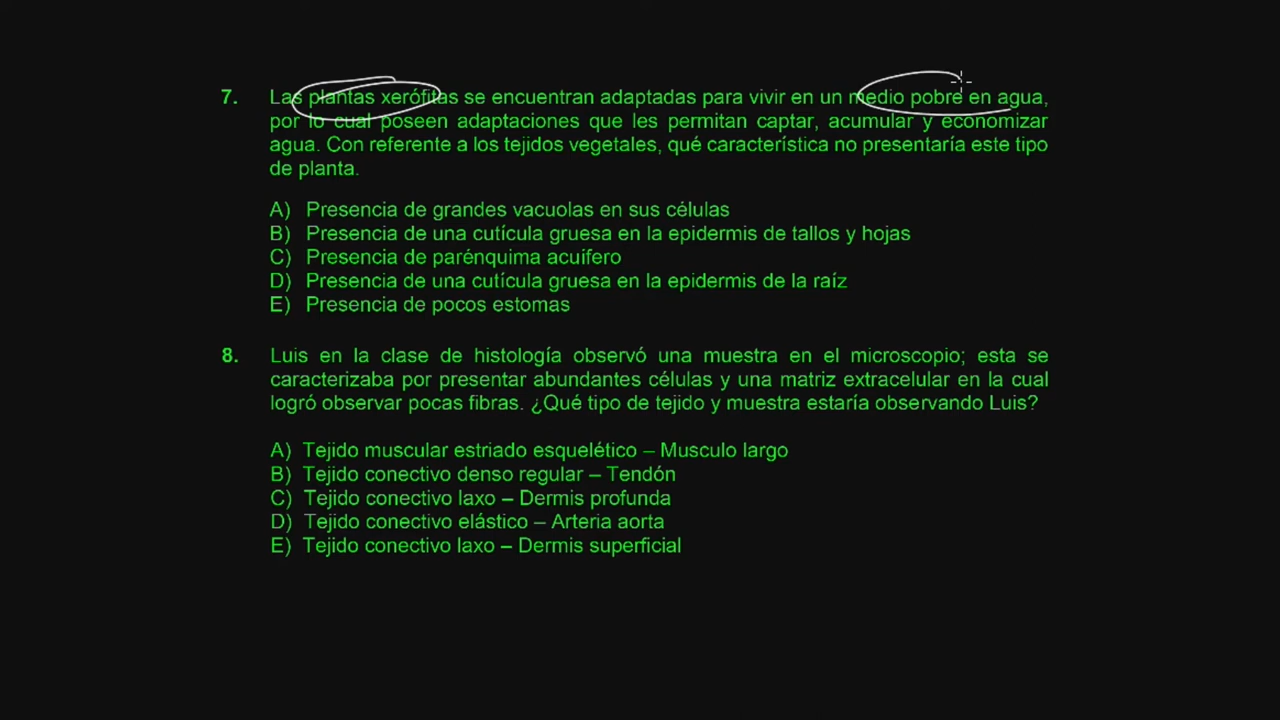 7. Las plantas xerófitas se encuentran adaptadas para vivir en un medio pobre en agua,
por lo cual poseen adaptaciones que les permitan captar, acumular y economizar
agua. Con referente a los tejidos vegetales, qué característica no presentaría este tipo
de planta.
A) Presencia de grandes vacuolas en sus células
B) Presencia de una cutícula gruesa en la epidermis de tallos y hojas
C) Presencia de parénquima acuifero
D) Presencia de una cutícula gruesa en la epidermis de la raíz
E) Presencia de pocos estomas
8. Luis en la clase de histología observó una muestra en el microscopio; esta se
caracterizaba por presentar abundantes células y una matriz extracelular en la cual
logró observar pocas fibras. ¿Qué tipo de tejido y muestra estaría observando Luis?
A) Tejido muscular estriado esquelético – Musculo largo
B) Tejido conectivo denso regular – Tendón
C) Tejido conectivo laxo – Dermis profunda
D) Tejido conectivo elástico – Arteria aorta
E) Tejido conectivo laxo – Dermis superficial